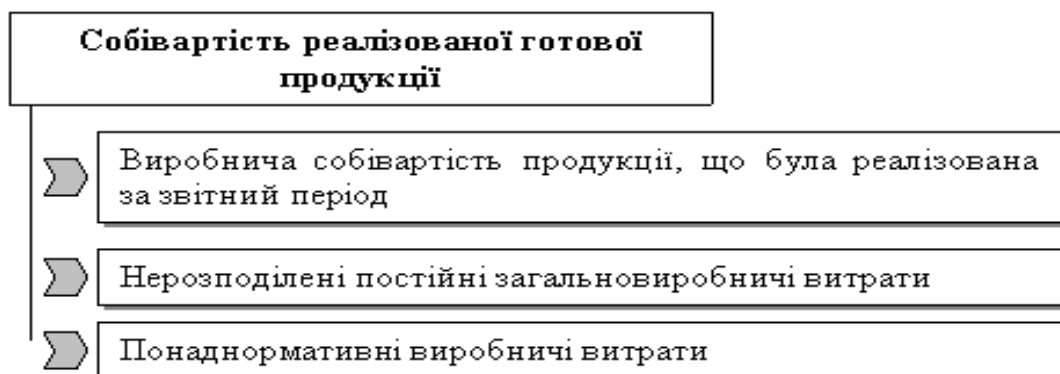 Собівартість реалізованої готової
продукції
Виробнича собівартість продукції, що була реалізована
за звітний період
Нерозподілені постійні загальновиробничі витрати
Понаднормативні виробничі витрати